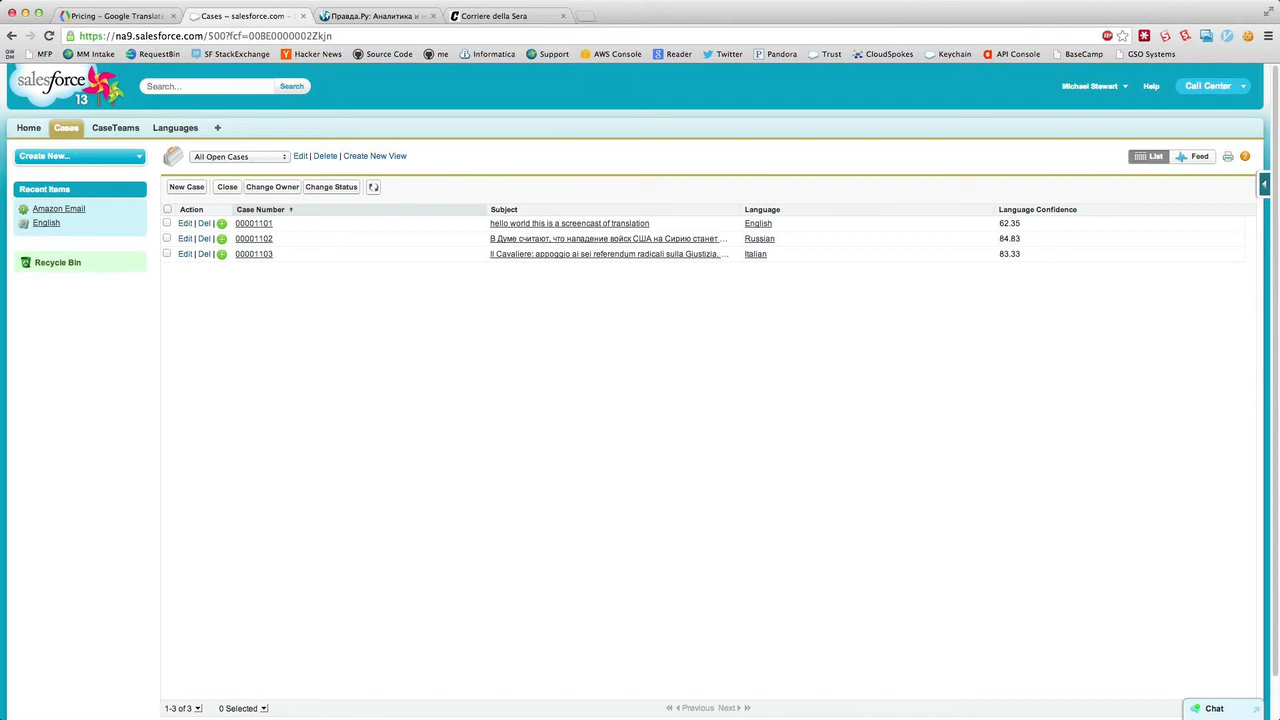 Pricing – Google Translate
Cases ~ salesforce.com –
Правда.Ру: Аналитика и н
Corriere della Sera
https://na9.salesforce.com/500?fcf=00BE0000002Zkjn
MFP MM Intake RequestBin SF StackExchange Hacker News Source Code me Informatica Support AWS Console Reader Twitter Pandora Trust CloudSpokes Keychain API Console BaseCamp GSO Systems
salesforce 13
Search... Search
Michael Stewart Help Call Center
Home Cases CaseTeams Languages +
Create New...
All Open Cases Edit | Delete | Create New View
List Feed
Recent Items
Amazon Email
English
Recycle Bin
New Case Close Change Owner Change Status
Action Case Number Subject Language Language Confidence
Edit | Del | 00001101 hello world this is a screencast of translation English 62.35
Edit | Del | 00001102 В Думе считают, что нападение войск США на Сирию станет ... Russian 84.83
Edit | Del | 00001103 Il Cavaliere: appoggio ai sei referendum radicali sulla Giustizia. ... Italian 83.33
1-3 of 3 0 Selected Previous Next
Chat